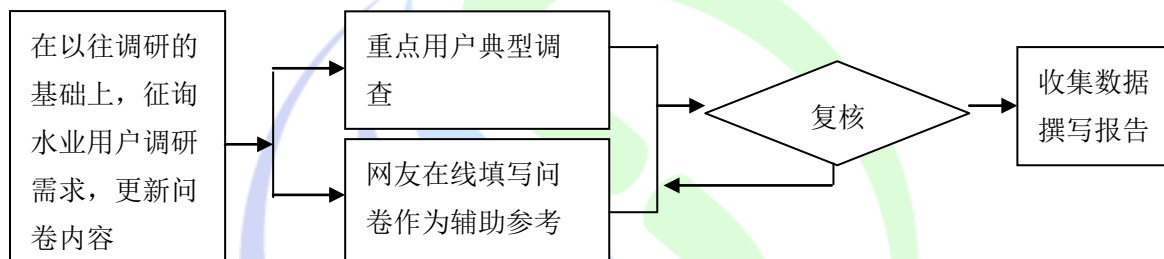 在以往调研的
基础上，征询
水业用户调研
需求，更新问
卷内容
重点用户典型调
查
网友在线填写问
卷作为辅助参考
复核
收集数据
撰写报告